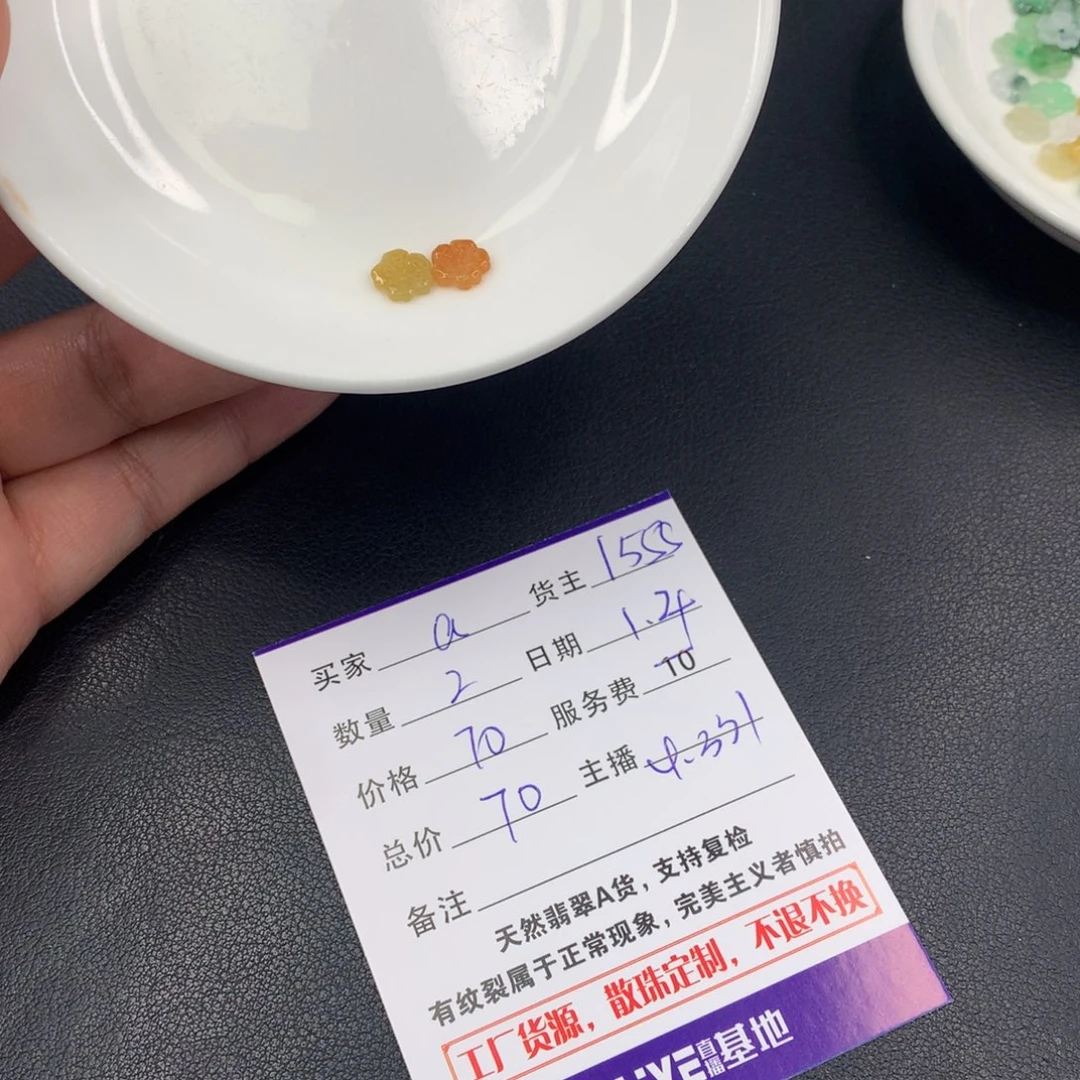 买家 a 货主 1555
数量 2 日期 1.24
价格 70 服务费 10
总价 70 主播
备注
天然翡翠A货，支持复检
有纹裂属于正常现象，完美主义者慎拍
工厂货源，散珠定制，不退不换
直播基地